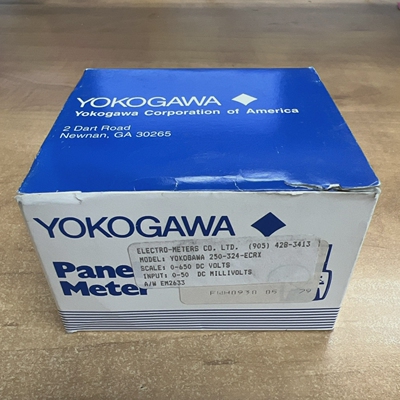 YOKOGAWA
Yokogawa Corporation of America
2 Dart Road
Newnan, GA 30265
YOKOGAWA
Panel
Meter
ELECTRO-METERS CO. LTD. (905) 428-3413
MODEL: YOKOGAWA 250-324-ECRX
SCALE: 0-650 DC VOLTS
INPUT: 0-50 DC MILLIVOLTS
A/W EM2633